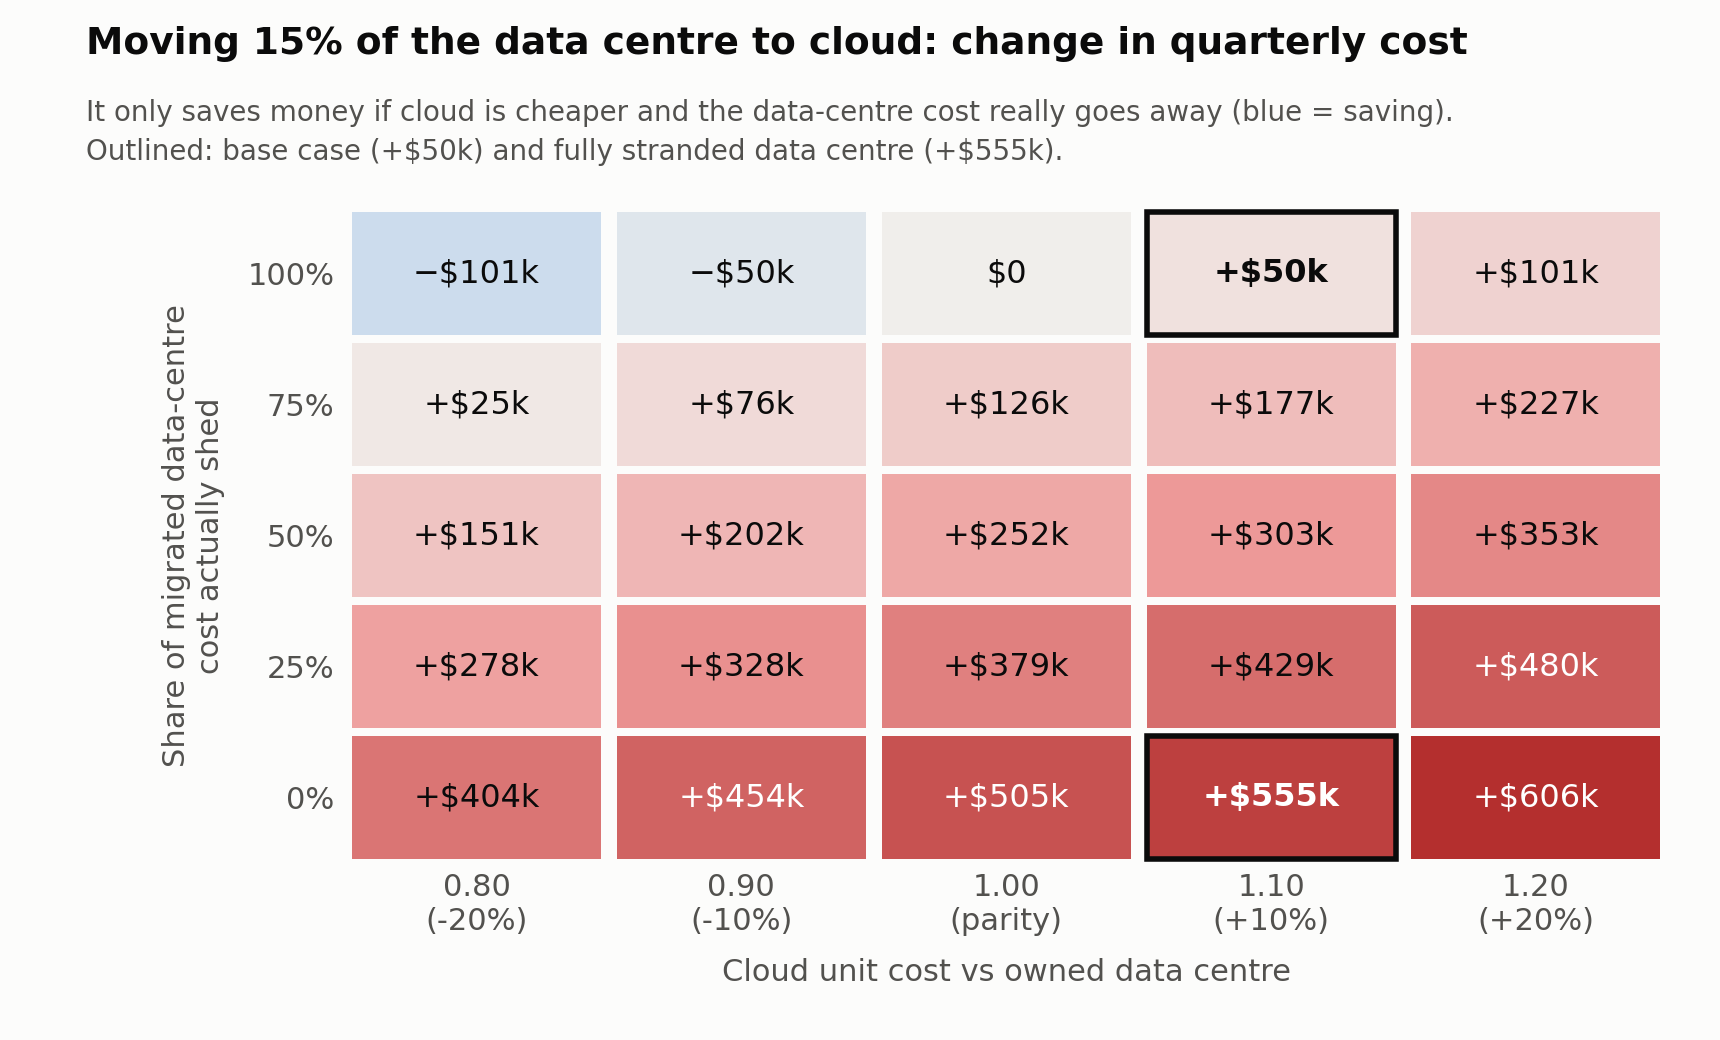 Moving 15% of the data centre to cloud: change in quarterly cost
It only saves money if cloud is cheaper and the data-centre cost really goes away (blue = saving).
Outlined: base case (+$50k) and fully stranded data centre (+$555k).
Share of migrated data-centre
cost actually shed
100% −$101k −$50k $0 +$50k +$101k
75% +$25k +$76k +$126k +$177k +$227k
50% +$151k +$202k +$252k +$303k +$353k
25% +$278k +$328k +$379k +$429k +$480k
0% +$404k +$454k +$505k +$555k +$606k
0.80 0.90 1.00 1.10 1.20
(-20%) (-10%) (parity) (+10%) (+20%)
Cloud unit cost vs owned data centre